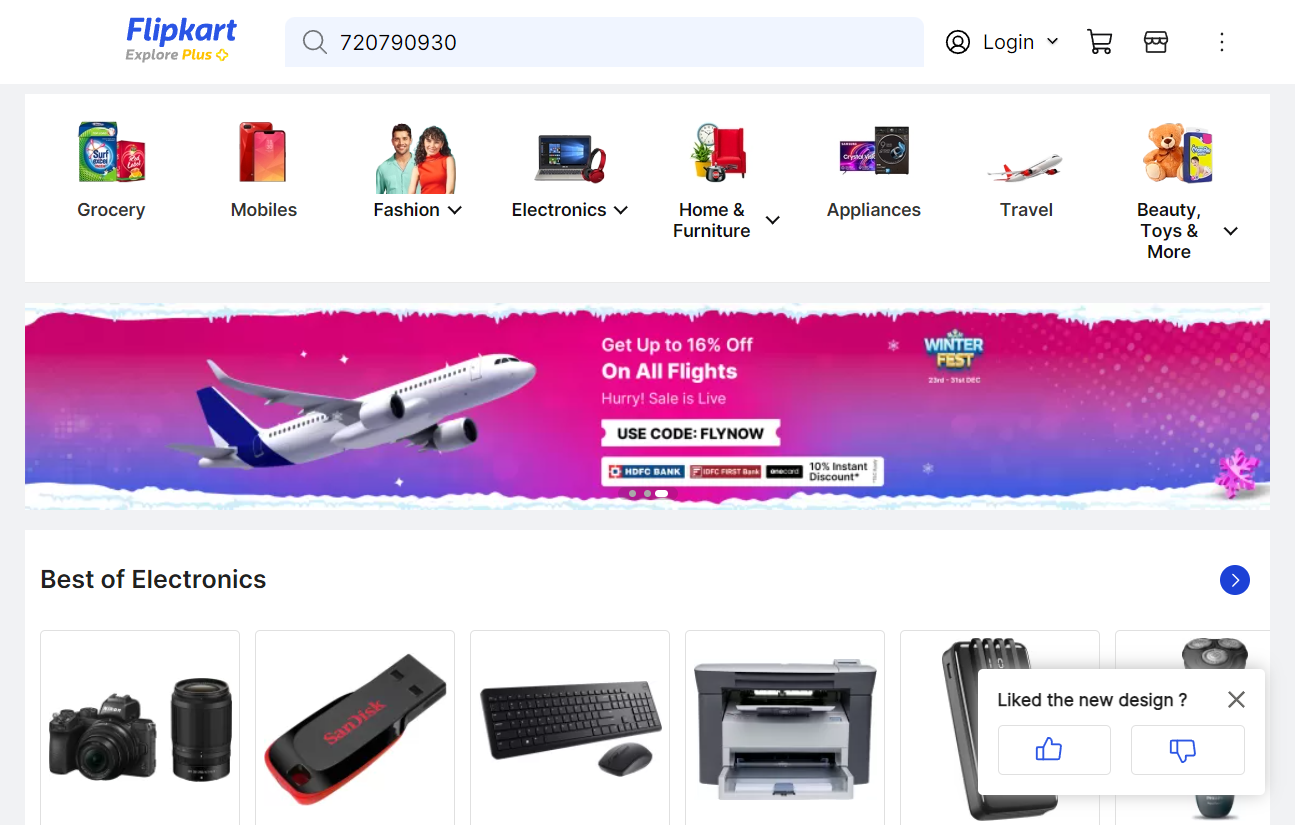 Flipkart
Explore Plus
720790930
Login
Grocery
Mobiles
Fashion
Electronics
Home &
Furniture
Appliances
Travel
Beauty,
Toys &
More
Get Up to 16% Off
On All Flights
Hurry! Sale is Live
USE CODE: FLYNOW
HDFC BANK
IDFC FIRST Bank
onecard
10% Instant
Discount*
WINTER
FEST
23rd - 31st DEC
Best of Electronics
Nikon
SanDisk
Liked the new design ?